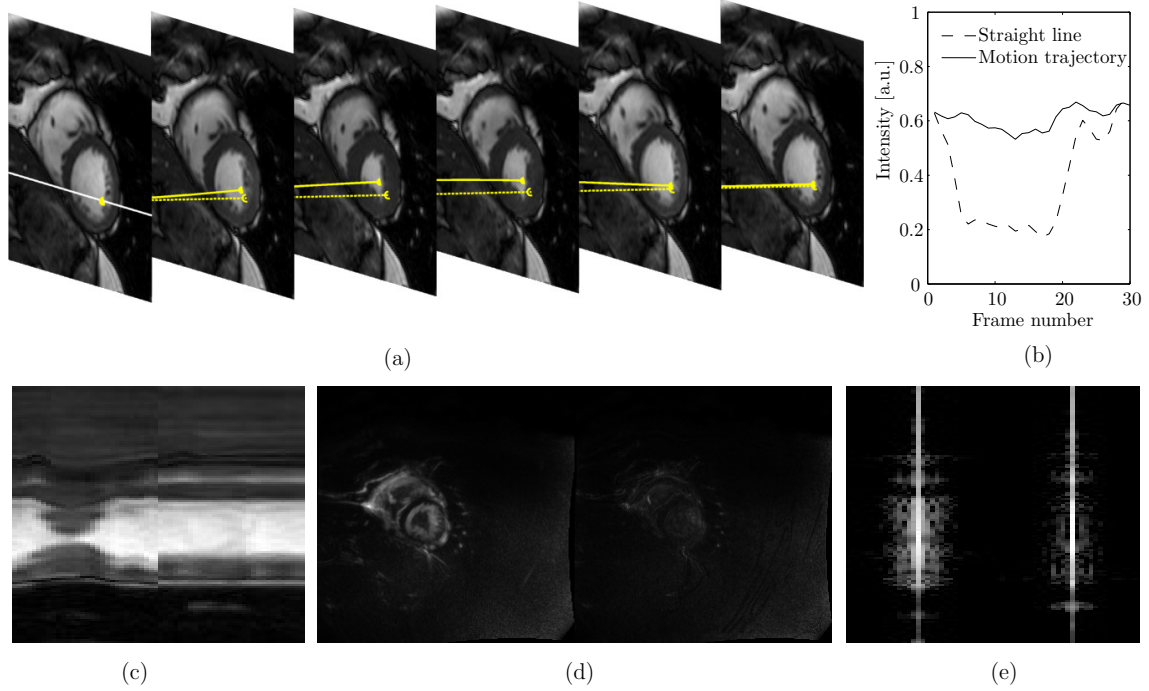 1
0.8
0.6
0.4
0.2
0
Intensity [a.u.]
Straight line
Motion trajectory
0
10
20
30
Frame number
(a)
(b)
(c)
(d)
(e)